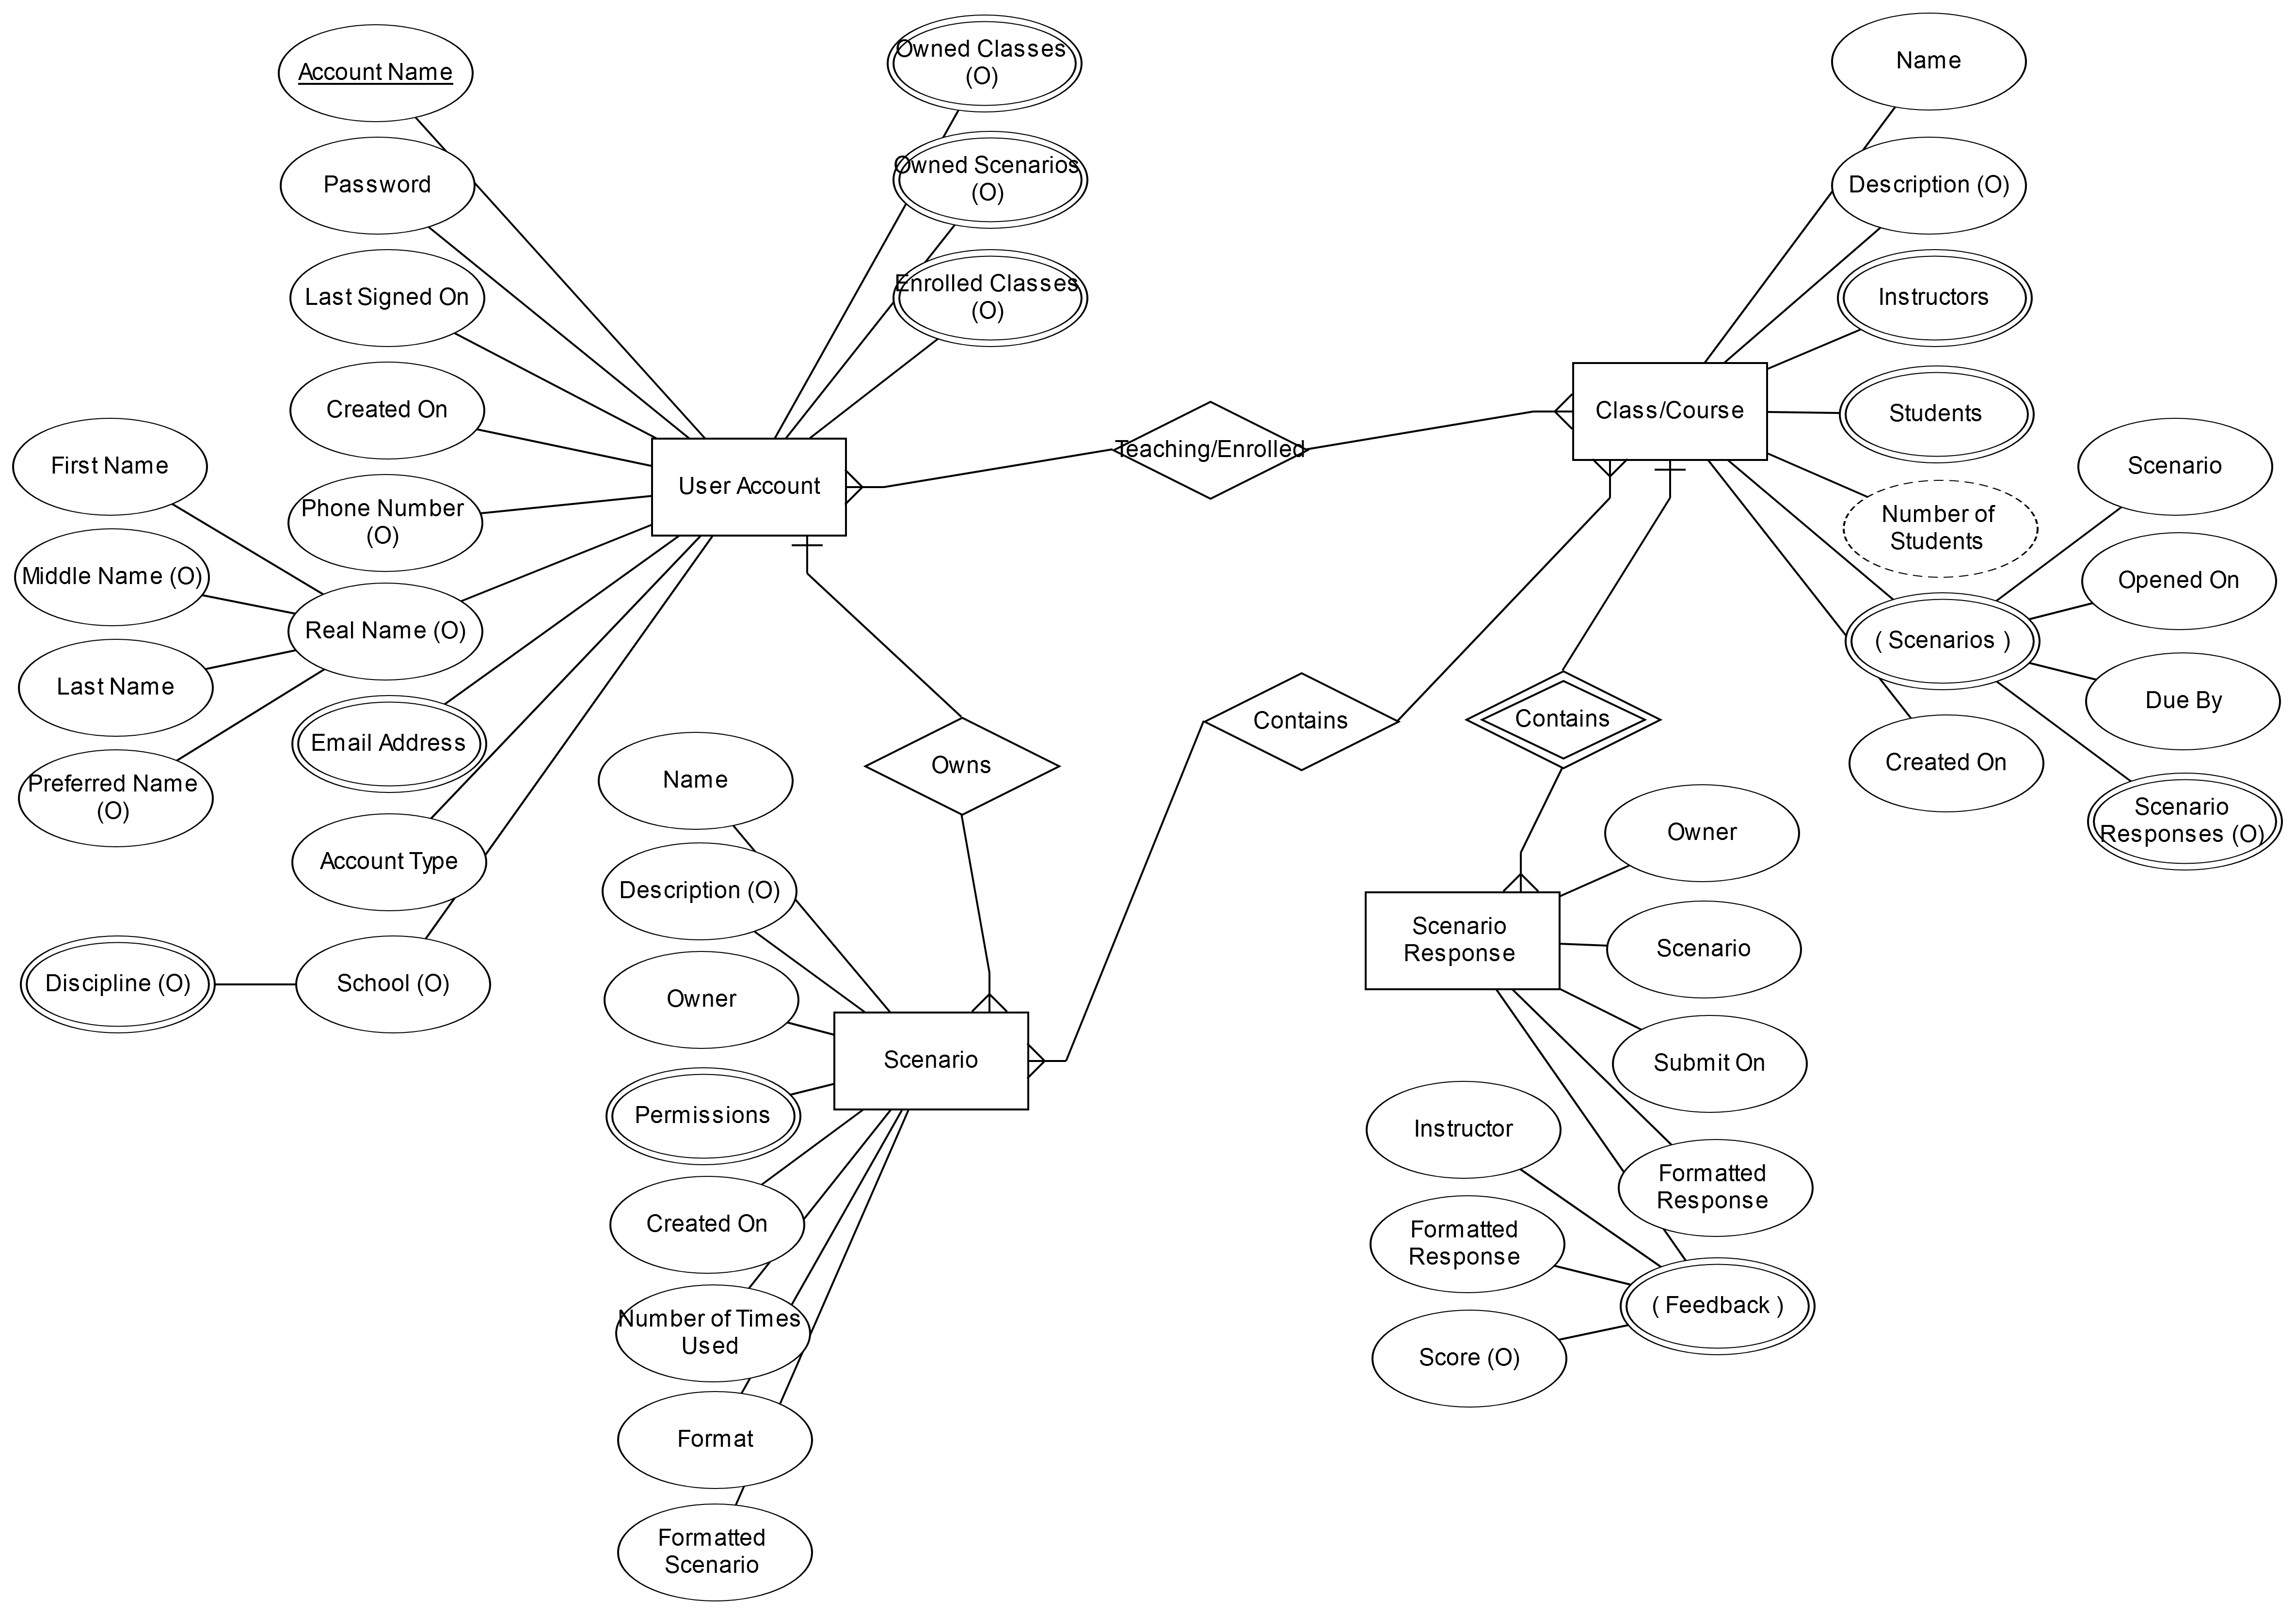 Account Name
Password
Last Signed On
Created On
Phone Number
(O)
First Name
Middle Name (O)
Last Name
Preferred Name
(O)
Real Name (O)
Email Address
Account Type
School (O)
Discipline (O)
Owned Classes
(O)
Owned Scenarios
(O)
Enrolled Classes
(O)
User Account
Teaching/Enrolled
Class/Course
Name
Description (O)
Instructors
Students
Number of
Students
( Scenarios )
Created On
Scenario
Opened On
Due By
Scenario
Responses (O)
Owns
Contains
Contains
Name
Description (O)
Owner
Permissions
Created On
Number of Times
Used
Format
Formatted
Scenario
Scenario
Scenario
Response
Owner
Scenario
Submit On
Formatted
Response
( Feedback )
Instructor
Formatted
Response
Score (O)